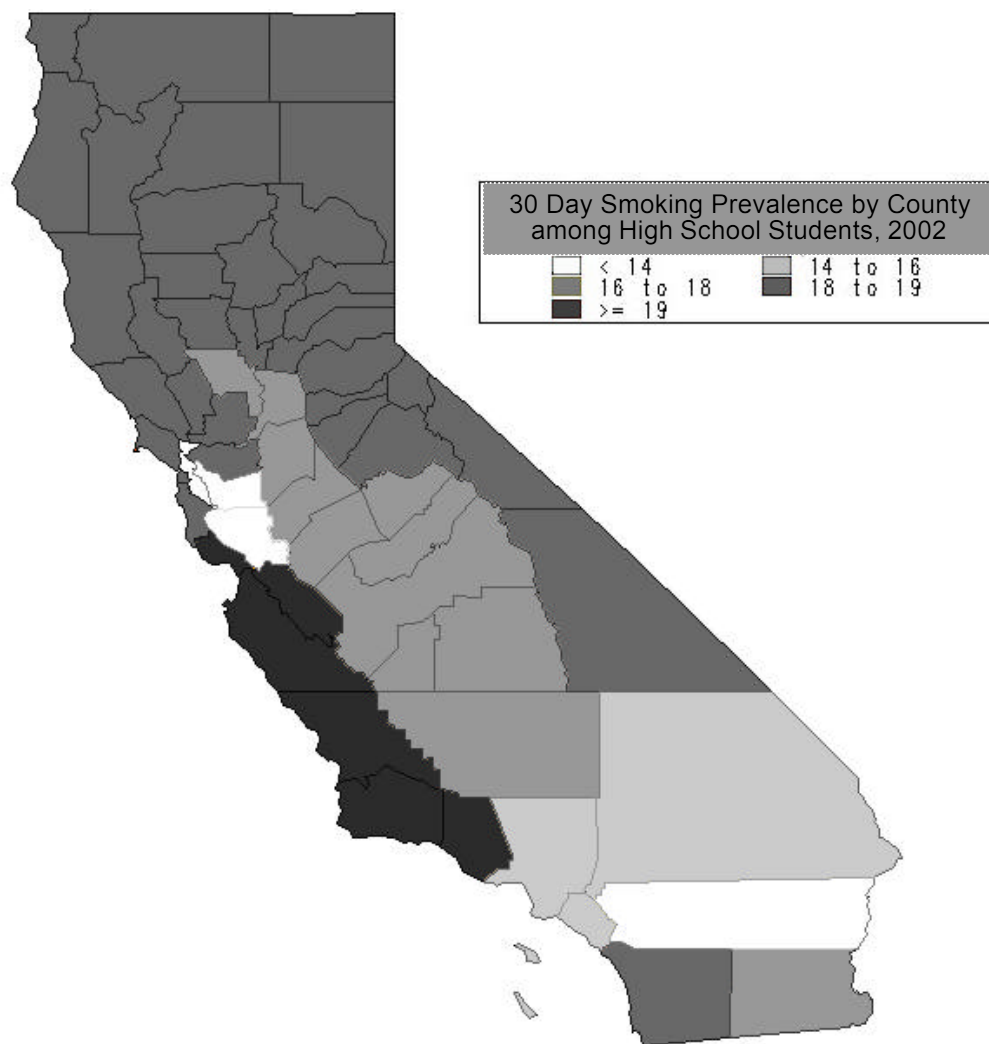 30 Day Smoking Prevalence by County
among High School Students, 2002
< 14
14 to 16
16 to 18
18 to 19
>= 19